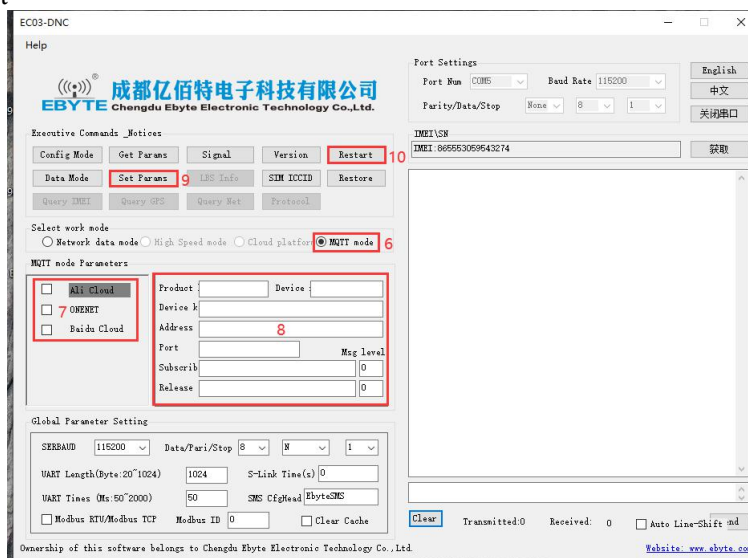 EC03-DNC
Help
成都亿佰特电子科技有限公司
EBYTE Chengdu Ebyte Electronic Technology Co.,Ltd.
Port Settings
Port Num COM5 Baud Rate 115200
Parity/Data/Stop None 8 1
English
中文
关闭串口
Executive Commands _Notices
Config Mode Get Params Signal Version Restart 10
Data Mode Set Params 9 LBS Info SIM ICCID Restore
Query IMEI Query GPS Query Net Protocol
IMEI\SN
IMEI:865553059543274 获取
Select work mode
Network data mode High Speed mode Cloud platform MQTT mode 6
MQTT mode Parameters
Ali Cloud
7 ONENET
Baidu Cloud
Product Device
Device k
Address 8
Port Msg level
Subscrib 0
Release 0
Global Parameter Setting
SERBAUD 115200 Data/Pari/Stop 8 N 1
UART Length(Byte:20~1024) 1024 S-Link Time(s) 0
UART Times (Ms:50~2000) 50 SMS CfgHead EbyteSMS
Modbus RTU/Modbus TCP Modbus ID 0 Clear Cache
Clear Transmitted:0 Received: 0 Auto Line-Shift nd
Ownership of this software belongs to Chengdu Ebyte Electronic Technology Co., Ltd.
Website: www.ebyte.co